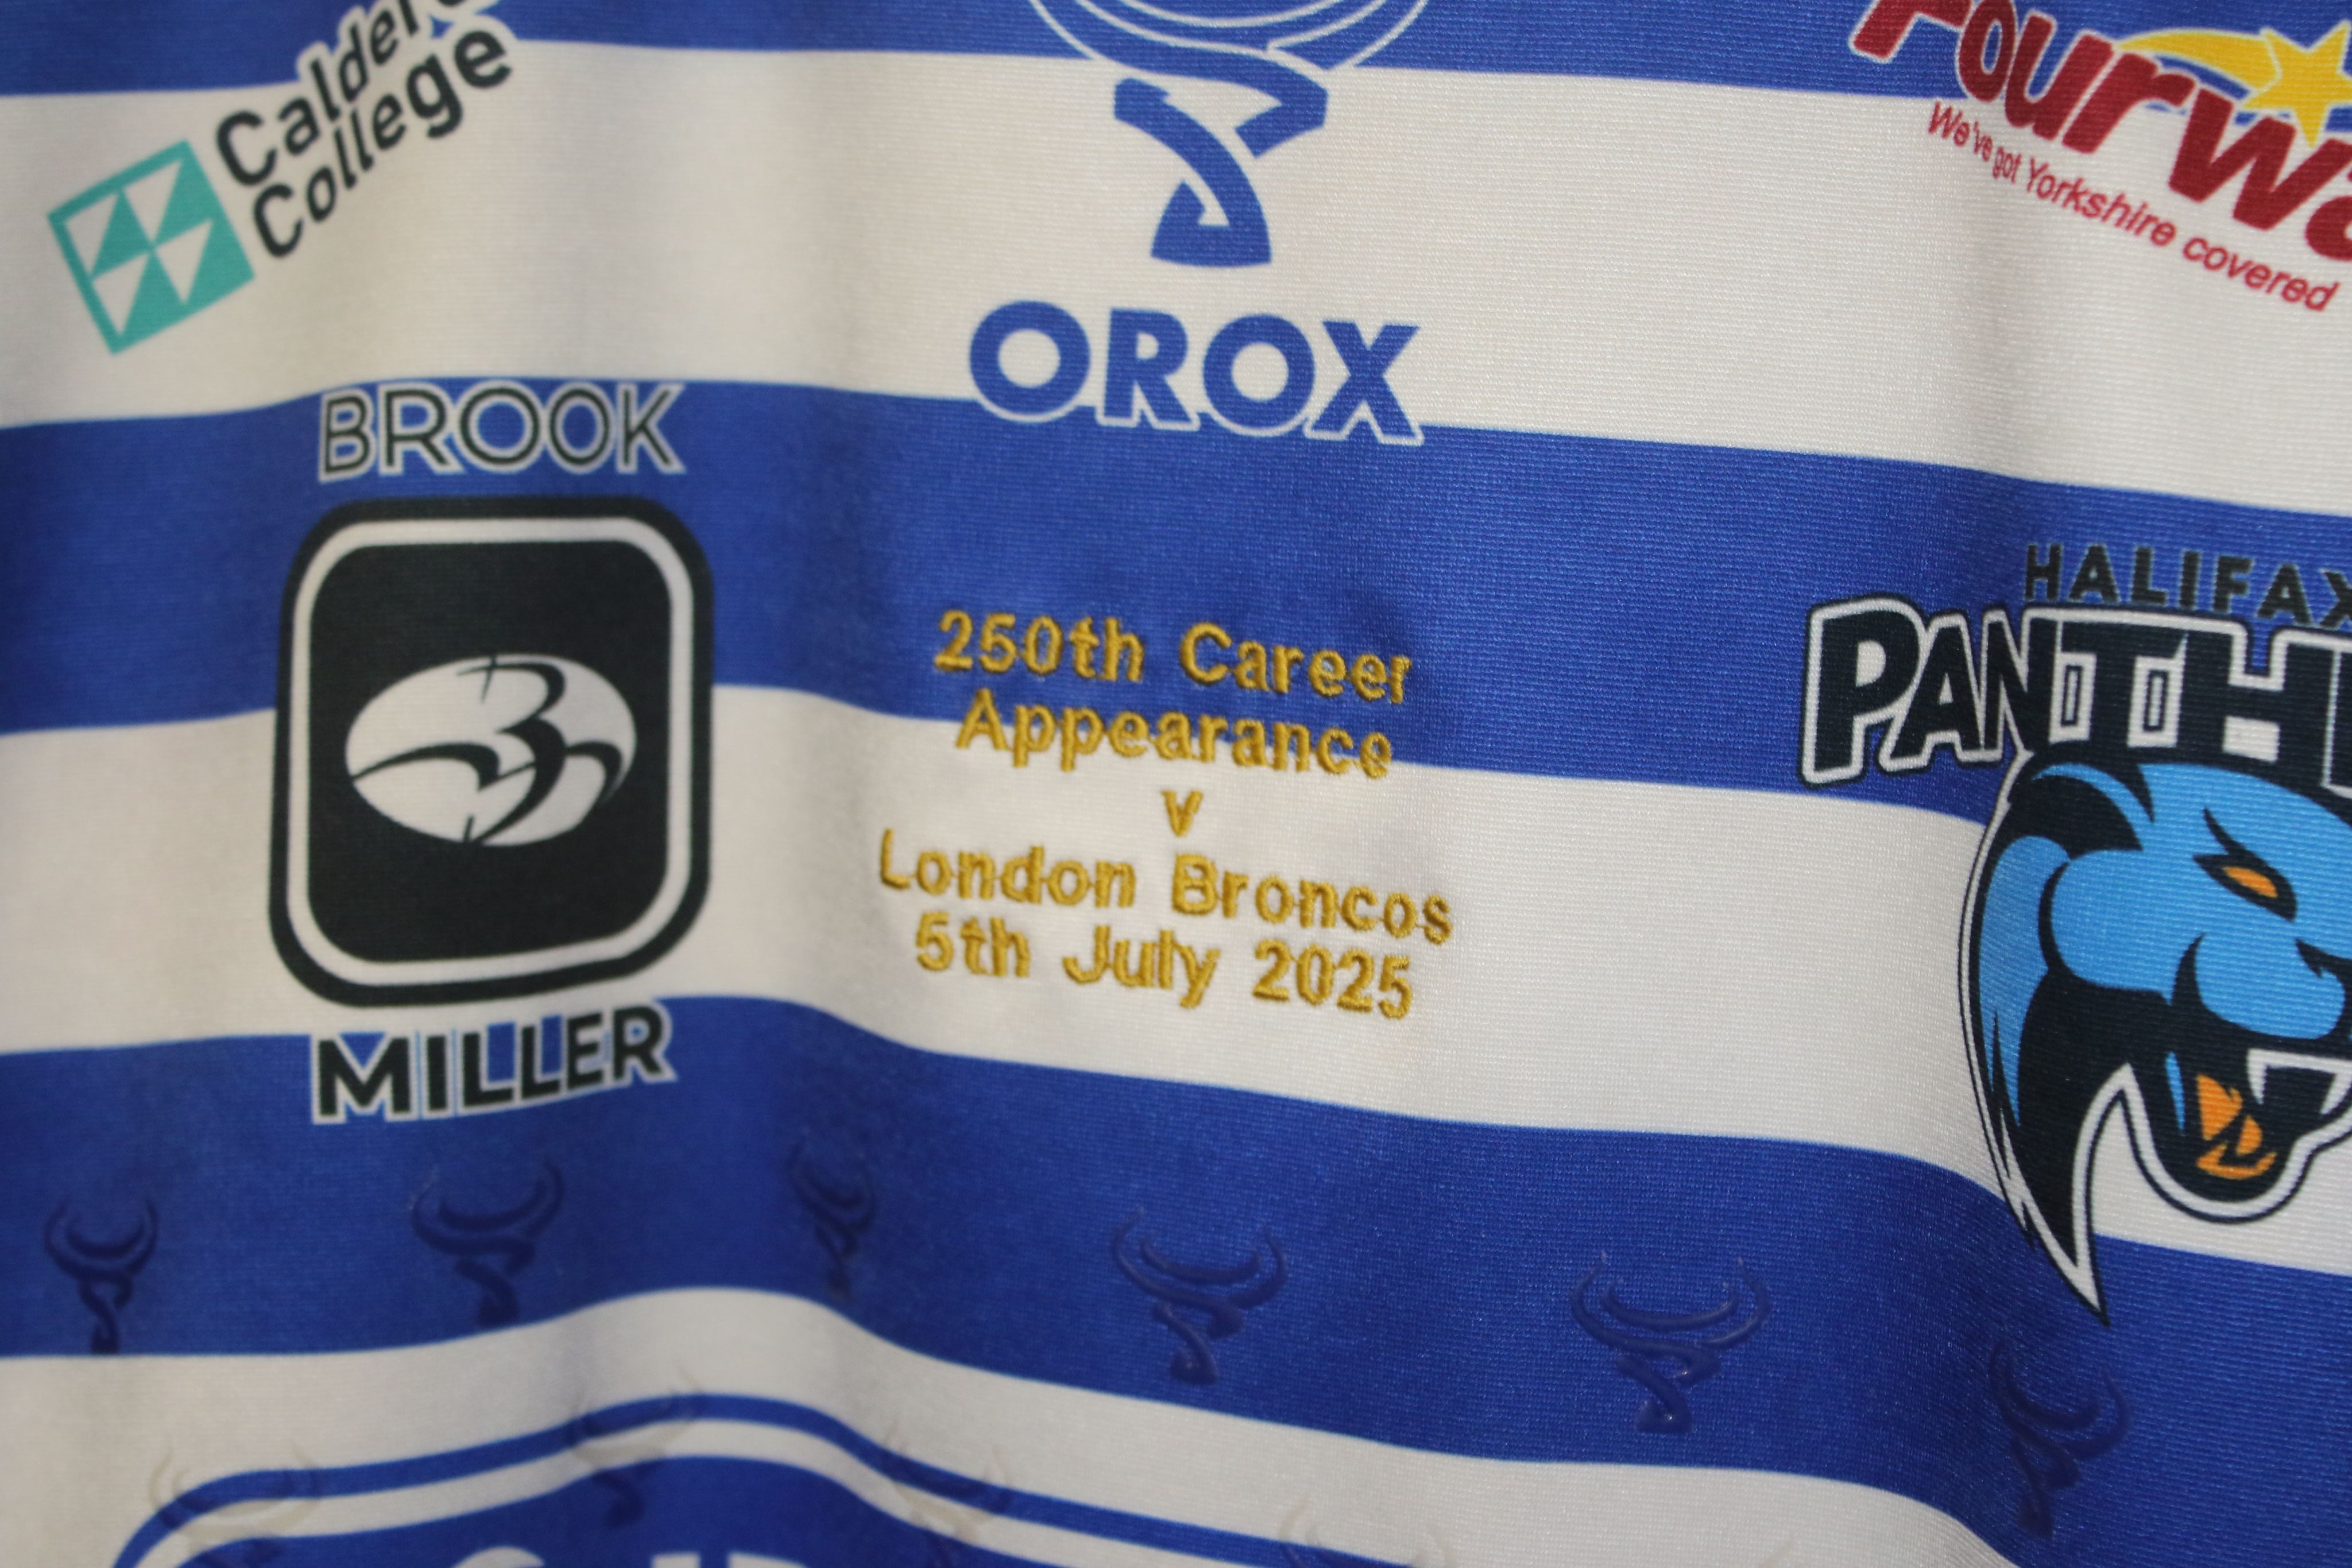 College
OROX
We've got Yorkshire covered
BROOK
MILLER
250th Career
Appearance
v
London Broncos
5th July 2025
HALIFAX